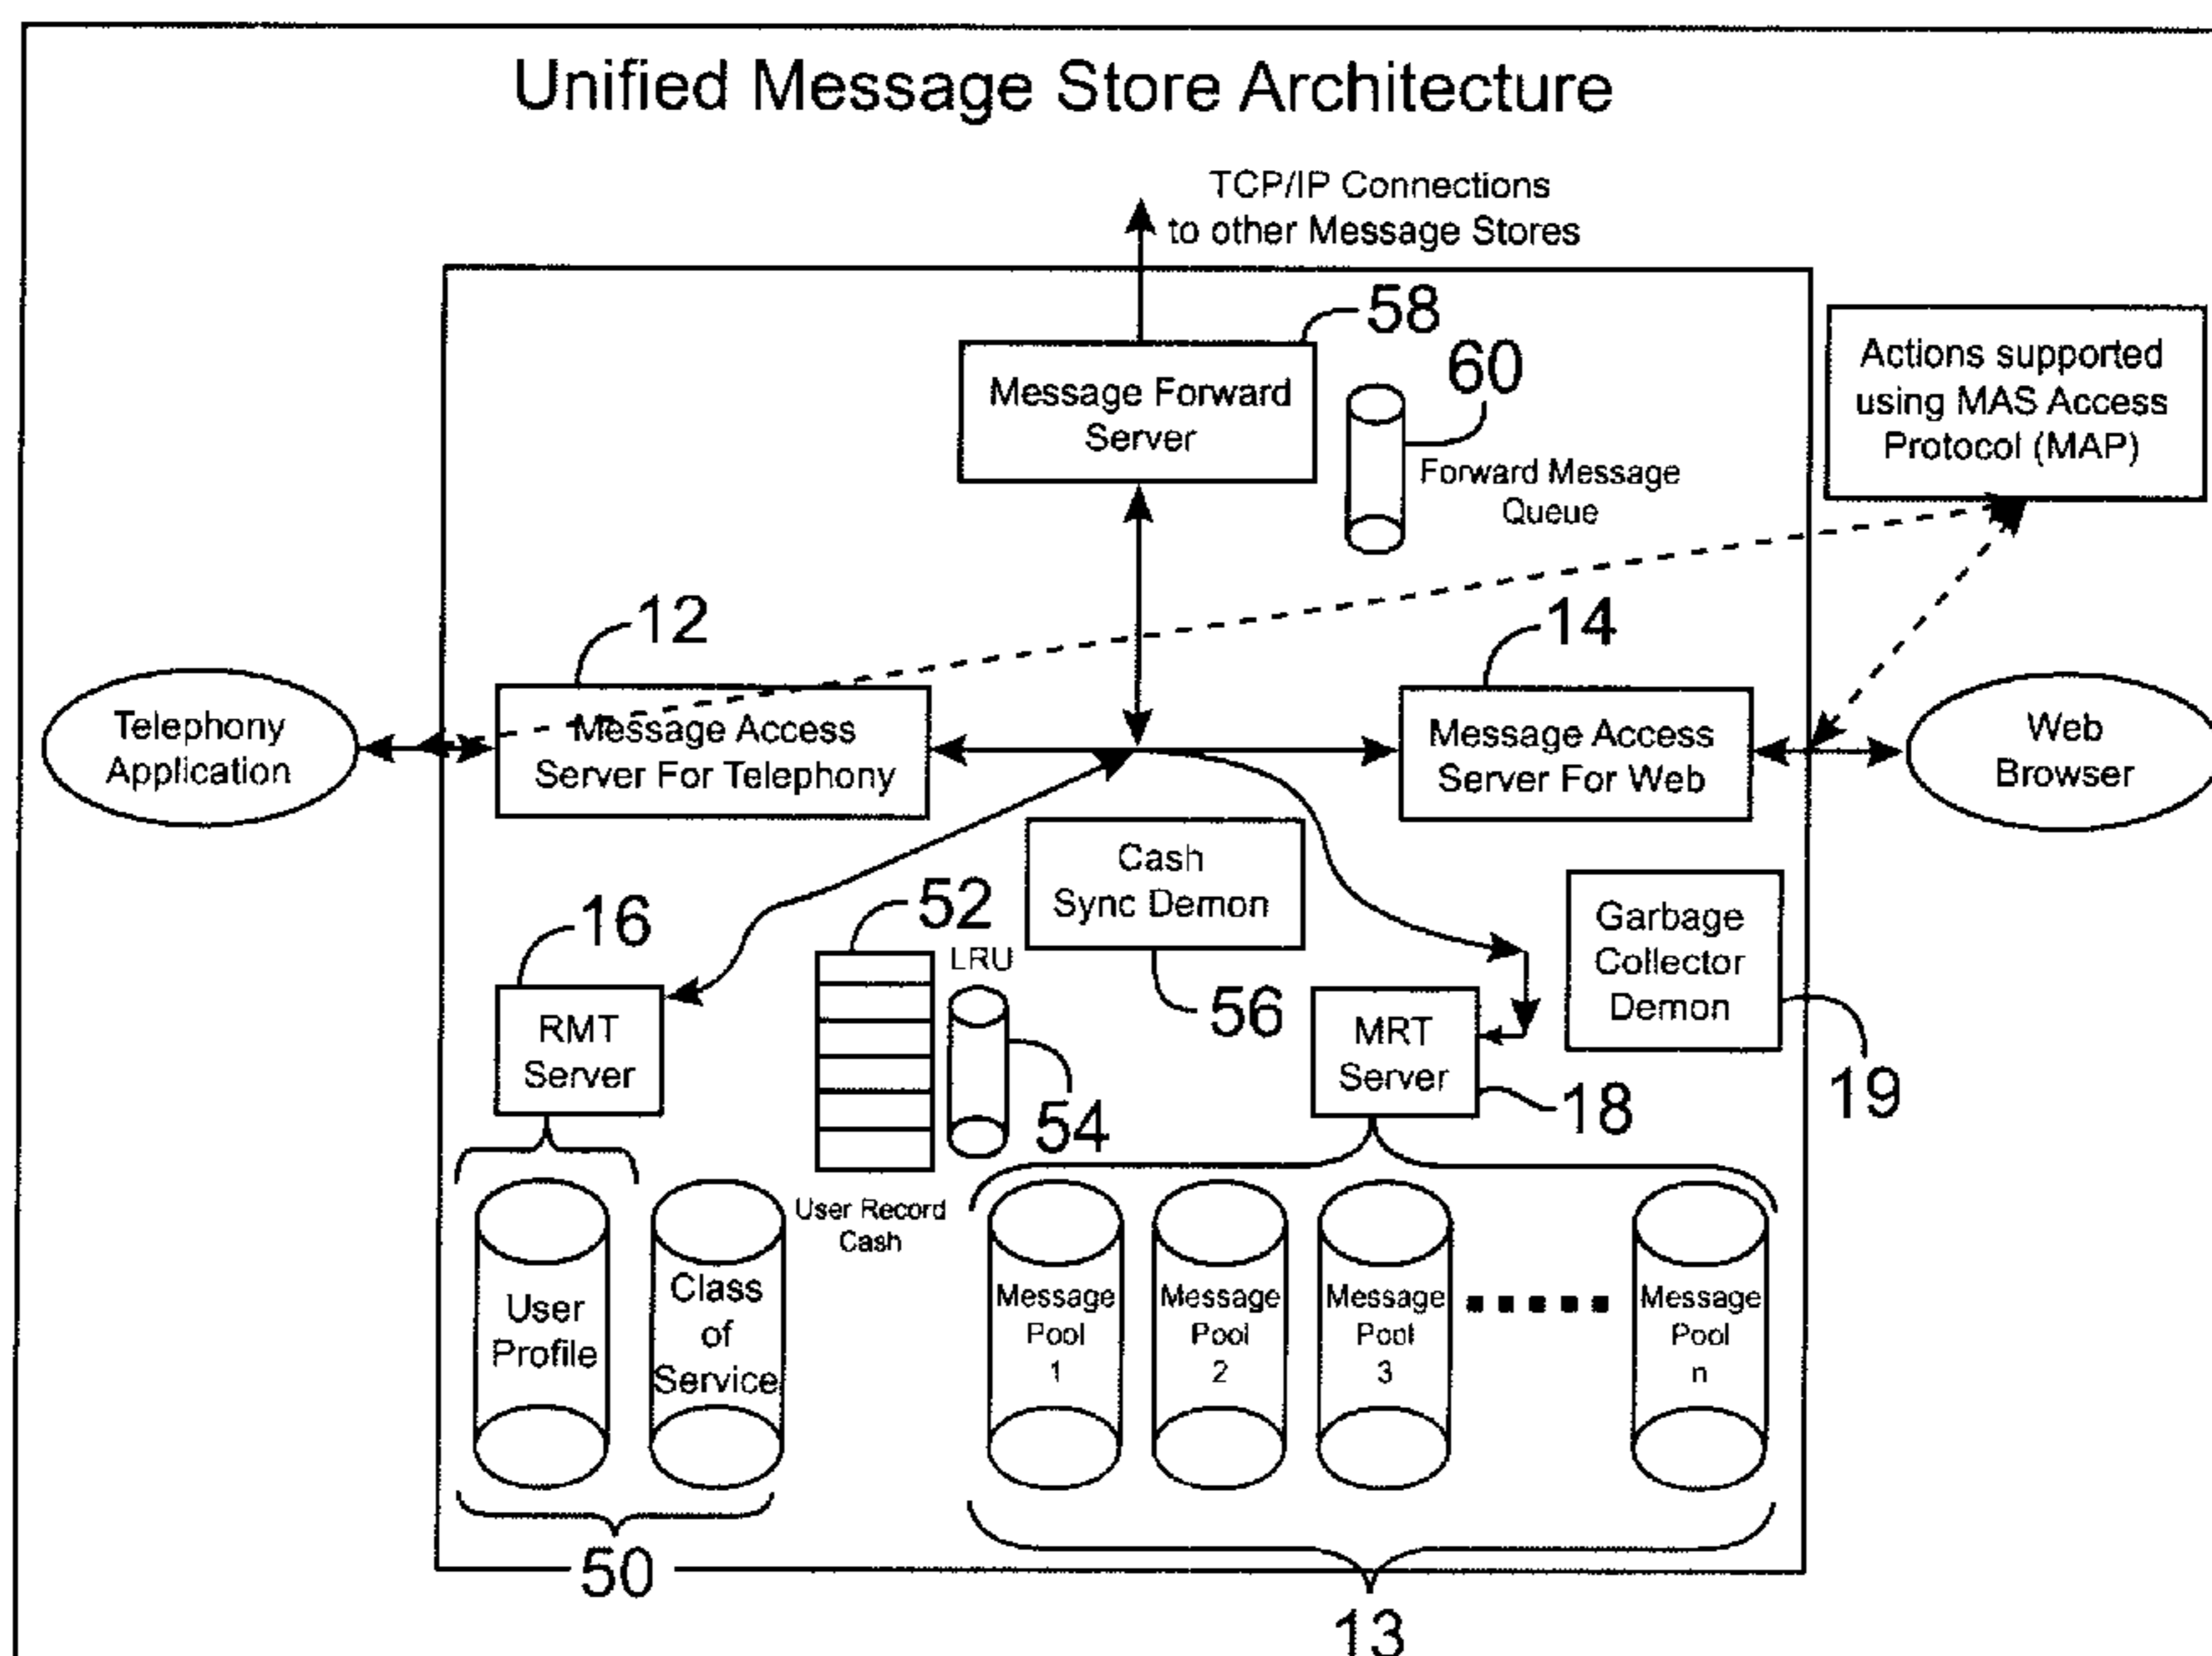 Unified Message Store Architecture
TCP/IP Connections
to other Message Stores
58
Message Forward
Server
60
Forward Message
Queue
Actions supported
using MAS Access
Protocol (MAP)
12
14
Telephony
Application
Message Access
Server For Telephony
Message Access
Server For Web
Web
Browser
Cash
Sync Demon
56
16
52
LRU
54
RMT
Server
MRT
Server
18
Garbage
Collector
Demon
19
User Record
Cash
User
Profile
Class
of
Service
Message
Pool
1
Message
Pool
2
Message
Pool
3
Message
Pool
n
50
13